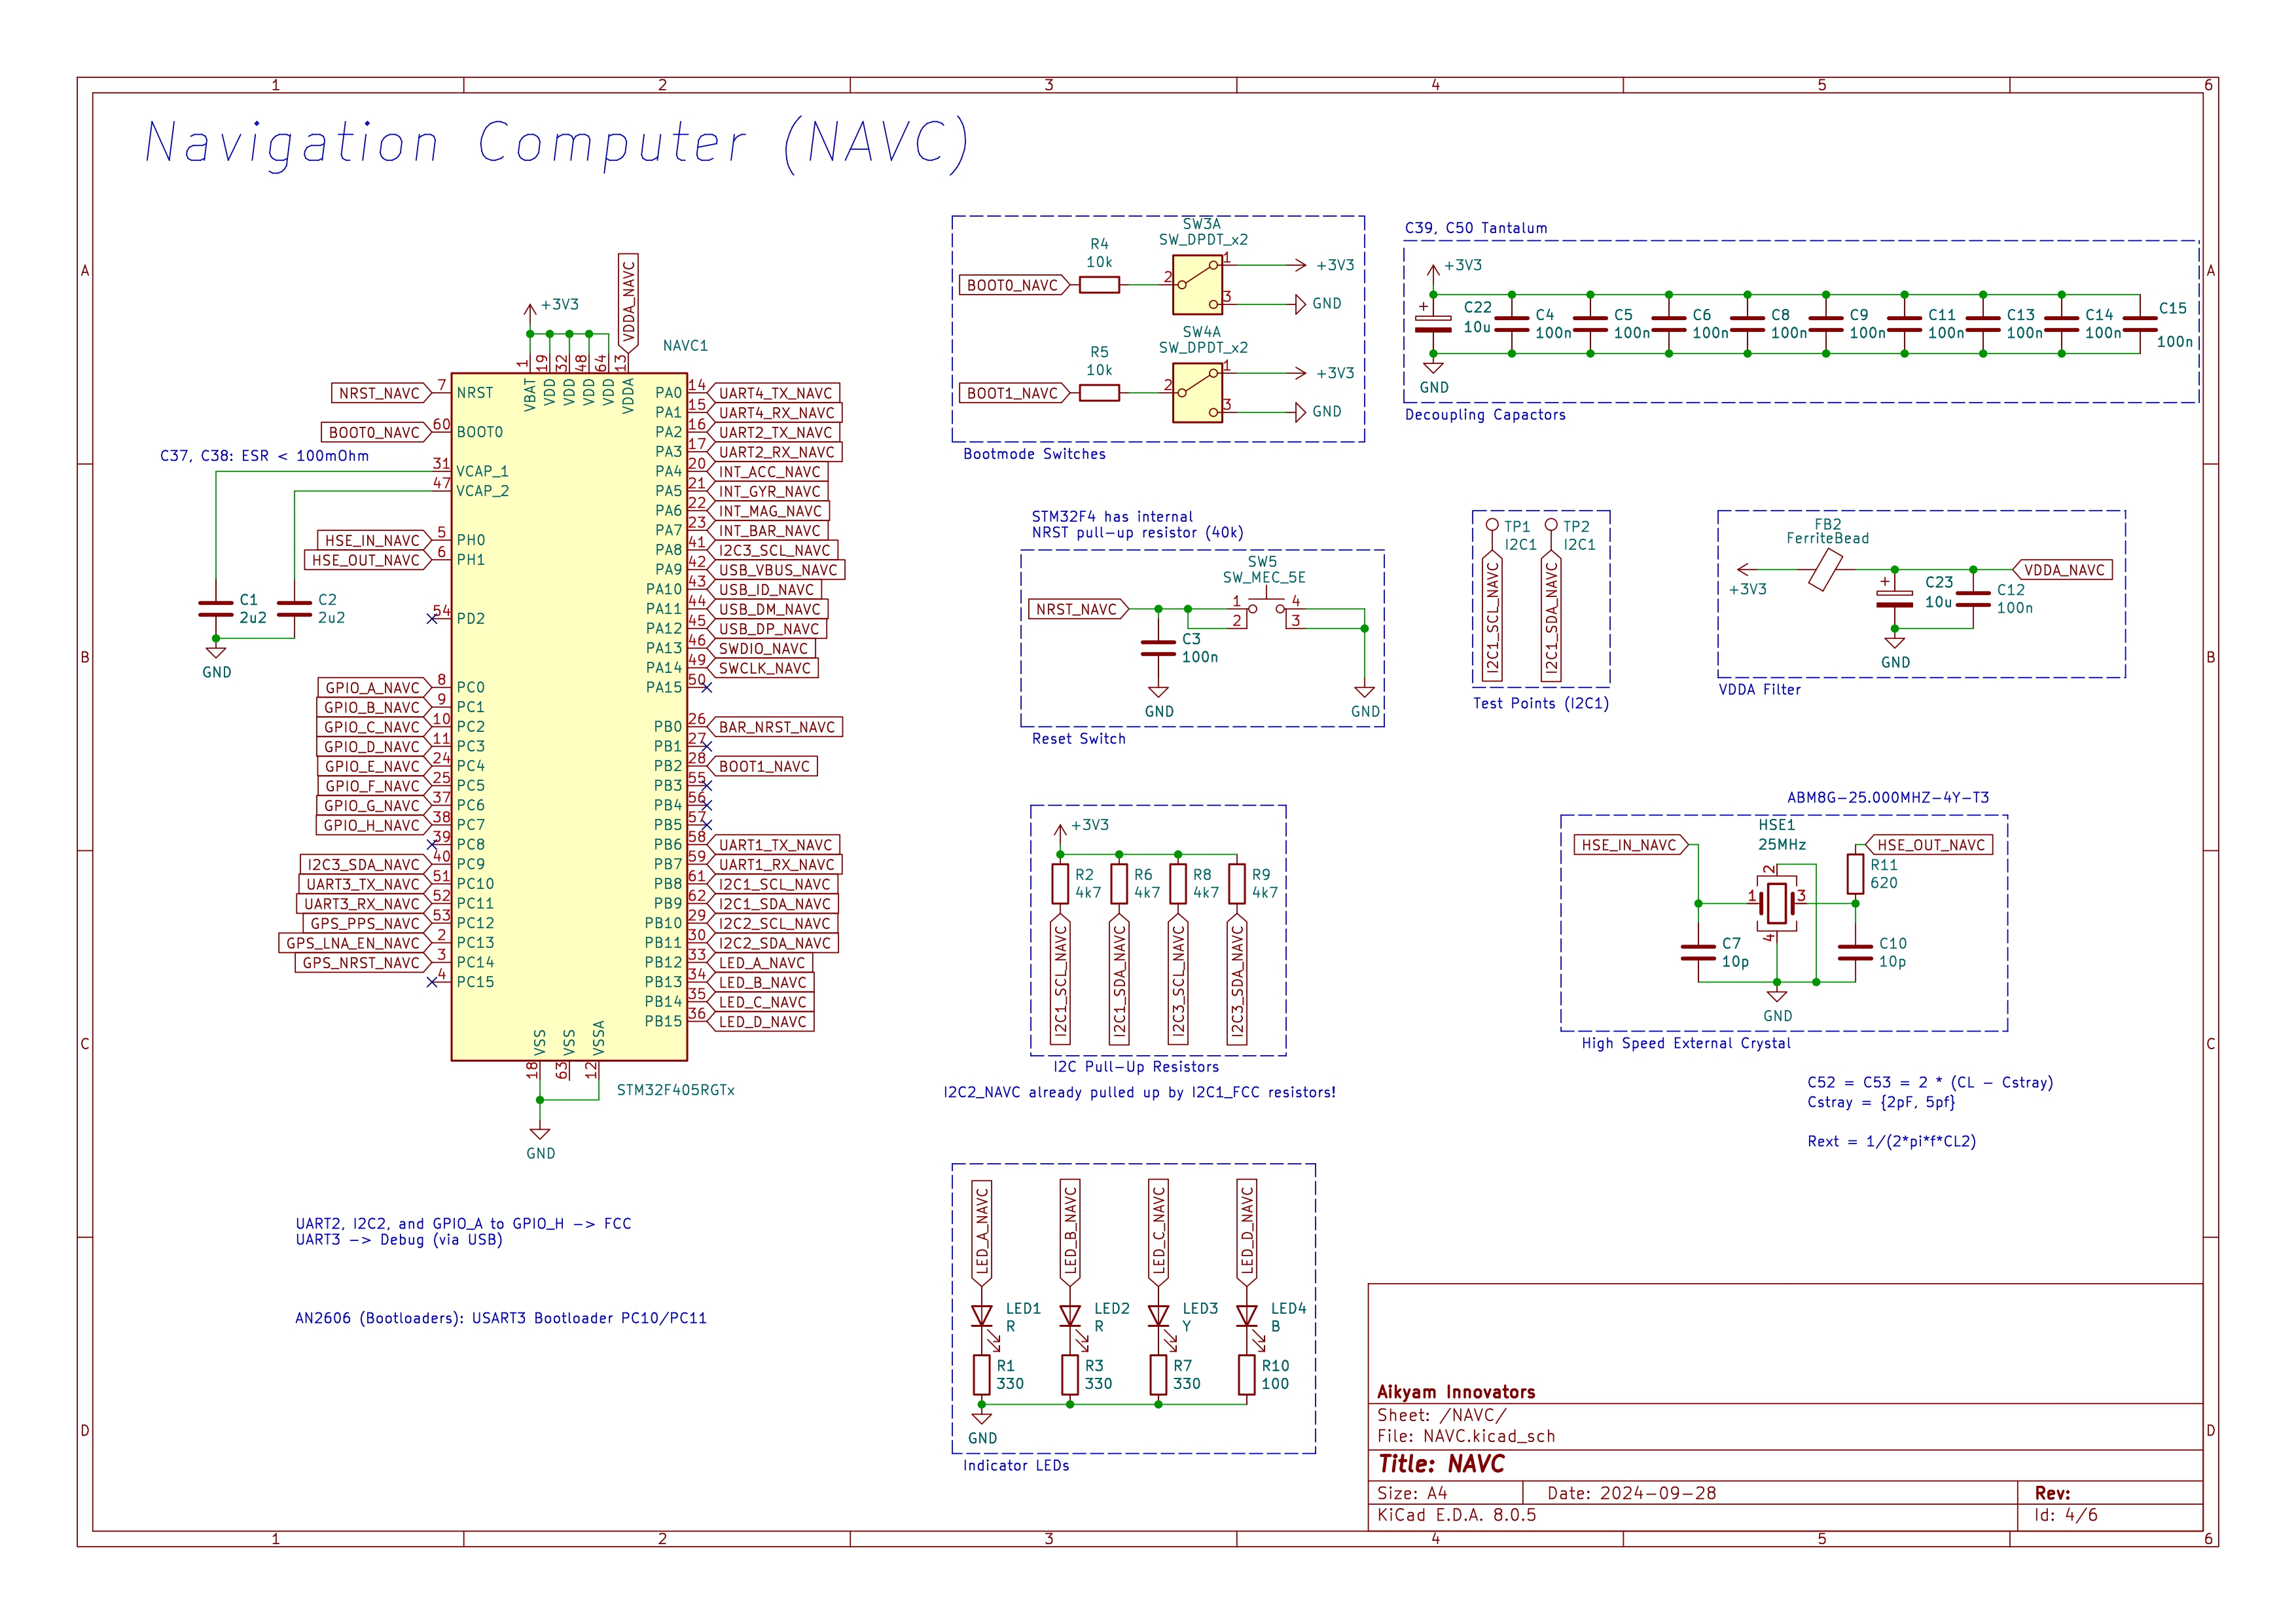 1 2 3 4 5 6
Navigation Computer (NAVC)
A
B
C
D
+3V3
VDDA_NAVC
NAVC1
1 19 32 48 64 13
VBAT VDD VDD VDD VDD VDDA
NRST_NAVC 7 NRST
BOOT0_NAVC 60 BOOT0
C37, C38: ESR < 100mOhm
31 VCAP_1
47 VCAP_2
HSE_IN_NAVC 5 PH0
HSE_OUT_NAVC 6 PH1
C1
2u2
C2
2u2
GND
54 PD2
GPIO_A_NAVC 8 PC0
GPIO_B_NAVC 9 PC1
GPIO_C_NAVC 10 PC2
GPIO_D_NAVC 11 PC3
GPIO_E_NAVC 24 PC4
GPIO_F_NAVC 25 PC5
GPIO_G_NAVC 37 PC6
GPIO_H_NAVC 38 PC7
39 PC8
I2C3_SDA_NAVC 40 PC9
UART3_TX_NAVC 51 PC10
UART3_RX_NAVC 52 PC11
GPS_PPS_NAVC 53 PC12
GPS_LNA_EN_NAVC 2 PC13
GPS_NRST_NAVC 3 PC14
4 PC15
PA0 14 UART4_TX_NAVC
PA1 15 UART4_RX_NAVC
PA2 16 UART2_TX_NAVC
PA3 17 UART2_RX_NAVC
PA4 20 INT_ACC_NAVC
PA5 21 INT_GYR_NAVC
PA6 22 INT_MAG_NAVC
PA7 23 INT_BAR_NAVC
PA8 41 I2C3_SCL_NAVC
PA9 42 USB_VBUS_NAVC
PA10 43 USB_ID_NAVC
PA11 44 USB_DM_NAVC
PA12 45 USB_DP_NAVC
PA13 46 SWDIO_NAVC
PA14 49 SWCLK_NAVC
PA15 50
PB0 26 BAR_NRST_NAVC
PB1 27
PB2 28 BOOT1_NAVC
PB3 55
PB4 56
PB5 57
PB6 58 UART1_TX_NAVC
PB7 59 UART1_RX_NAVC
PB8 61 I2C1_SCL_NAVC
PB9 62 I2C1_SDA_NAVC
PB10 29 I2C2_SCL_NAVC
PB11 30 I2C2_SDA_NAVC
PB12 33 LED_A_NAVC
PB13 34 LED_B_NAVC
PB14 35 LED_C_NAVC
PB15 36 LED_D_NAVC
VSS VSS VSSA
18 63 12
STM32F405RGTx
GND
UART2, I2C2, and GPIO_A to GPIO_H -> FCC
UART3 -> Debug (via USB)
AN2606 (Bootloaders): USART3 Bootloader PC10/PC11
SW3A
SW_DPDT_x2
R4
10k
BOOT0_NAVC
2 1 3
+3V3
GND
SW4A
SW_DPDT_x2
R5
10k
BOOT1_NAVC
2 1 3
+3V3
GND
Bootmode Switches
C39, C50 Tantalum
+3V3
C22
10u
C4
100n
C5
100n
C6
100n
C8
100n
C9
100n
C11
100n
C13
100n
C14
100n
C15
100n
+
GND
Decoupling Capactors
STM32F4 has internal
NRST pull-up resistor (40k)
SW5
SW_MEC_5E
NRST_NAVC
1 4
2 3
C3
100n
GND
GND
Reset Switch
TP1
I2C1
TP2
I2C1
I2C1_SCL_NAVC
I2C1_SDA_NAVC
Test Points (I2C1)
FB2
FerriteBead
+3V3
VDDA_NAVC
+
C23
10u
C12
100n
GND
VDDA Filter
+3V3
R2
4k7
R6
4k7
R8
4k7
R9
4k7
I2C1_SCL_NAVC
I2C1_SDA_NAVC
I2C3_SCL_NAVC
I2C3_SDA_NAVC
I2C Pull-Up Resistors
I2C2_NAVC already pulled up by I2C1_FCC resistors!
ABM8G-25.000MHZ-4Y-T3
HSE1
25MHz
HSE_IN_NAVC
HSE_OUT_NAVC
R11
620
1 2 3 4
C7
10p
C10
10p
GND
High Speed External Crystal
C52 = C53 = 2 * (CL - Cstray)
Cstray = {2pF, 5pf}
Rext = 1/(2*pi*f*CL2)
LED_A_NAVC
LED_B_NAVC
LED_C_NAVC
LED_D_NAVC
LED1
R
LED2
R
LED3
Y
LED4
B
R1
330
R3
330
R7
330
R10
100
GND
Indicator LEDs
Aikyam Innovators
Sheet: /NAVC/
File: NAVC.kicad_sch
Title: NAVC
Size: A4 Date: 2024-09-28 Rev:
KiCad E.D.A. 8.0.5 Id: 4/6
A
B
C
D
1 2 3 4 5 6